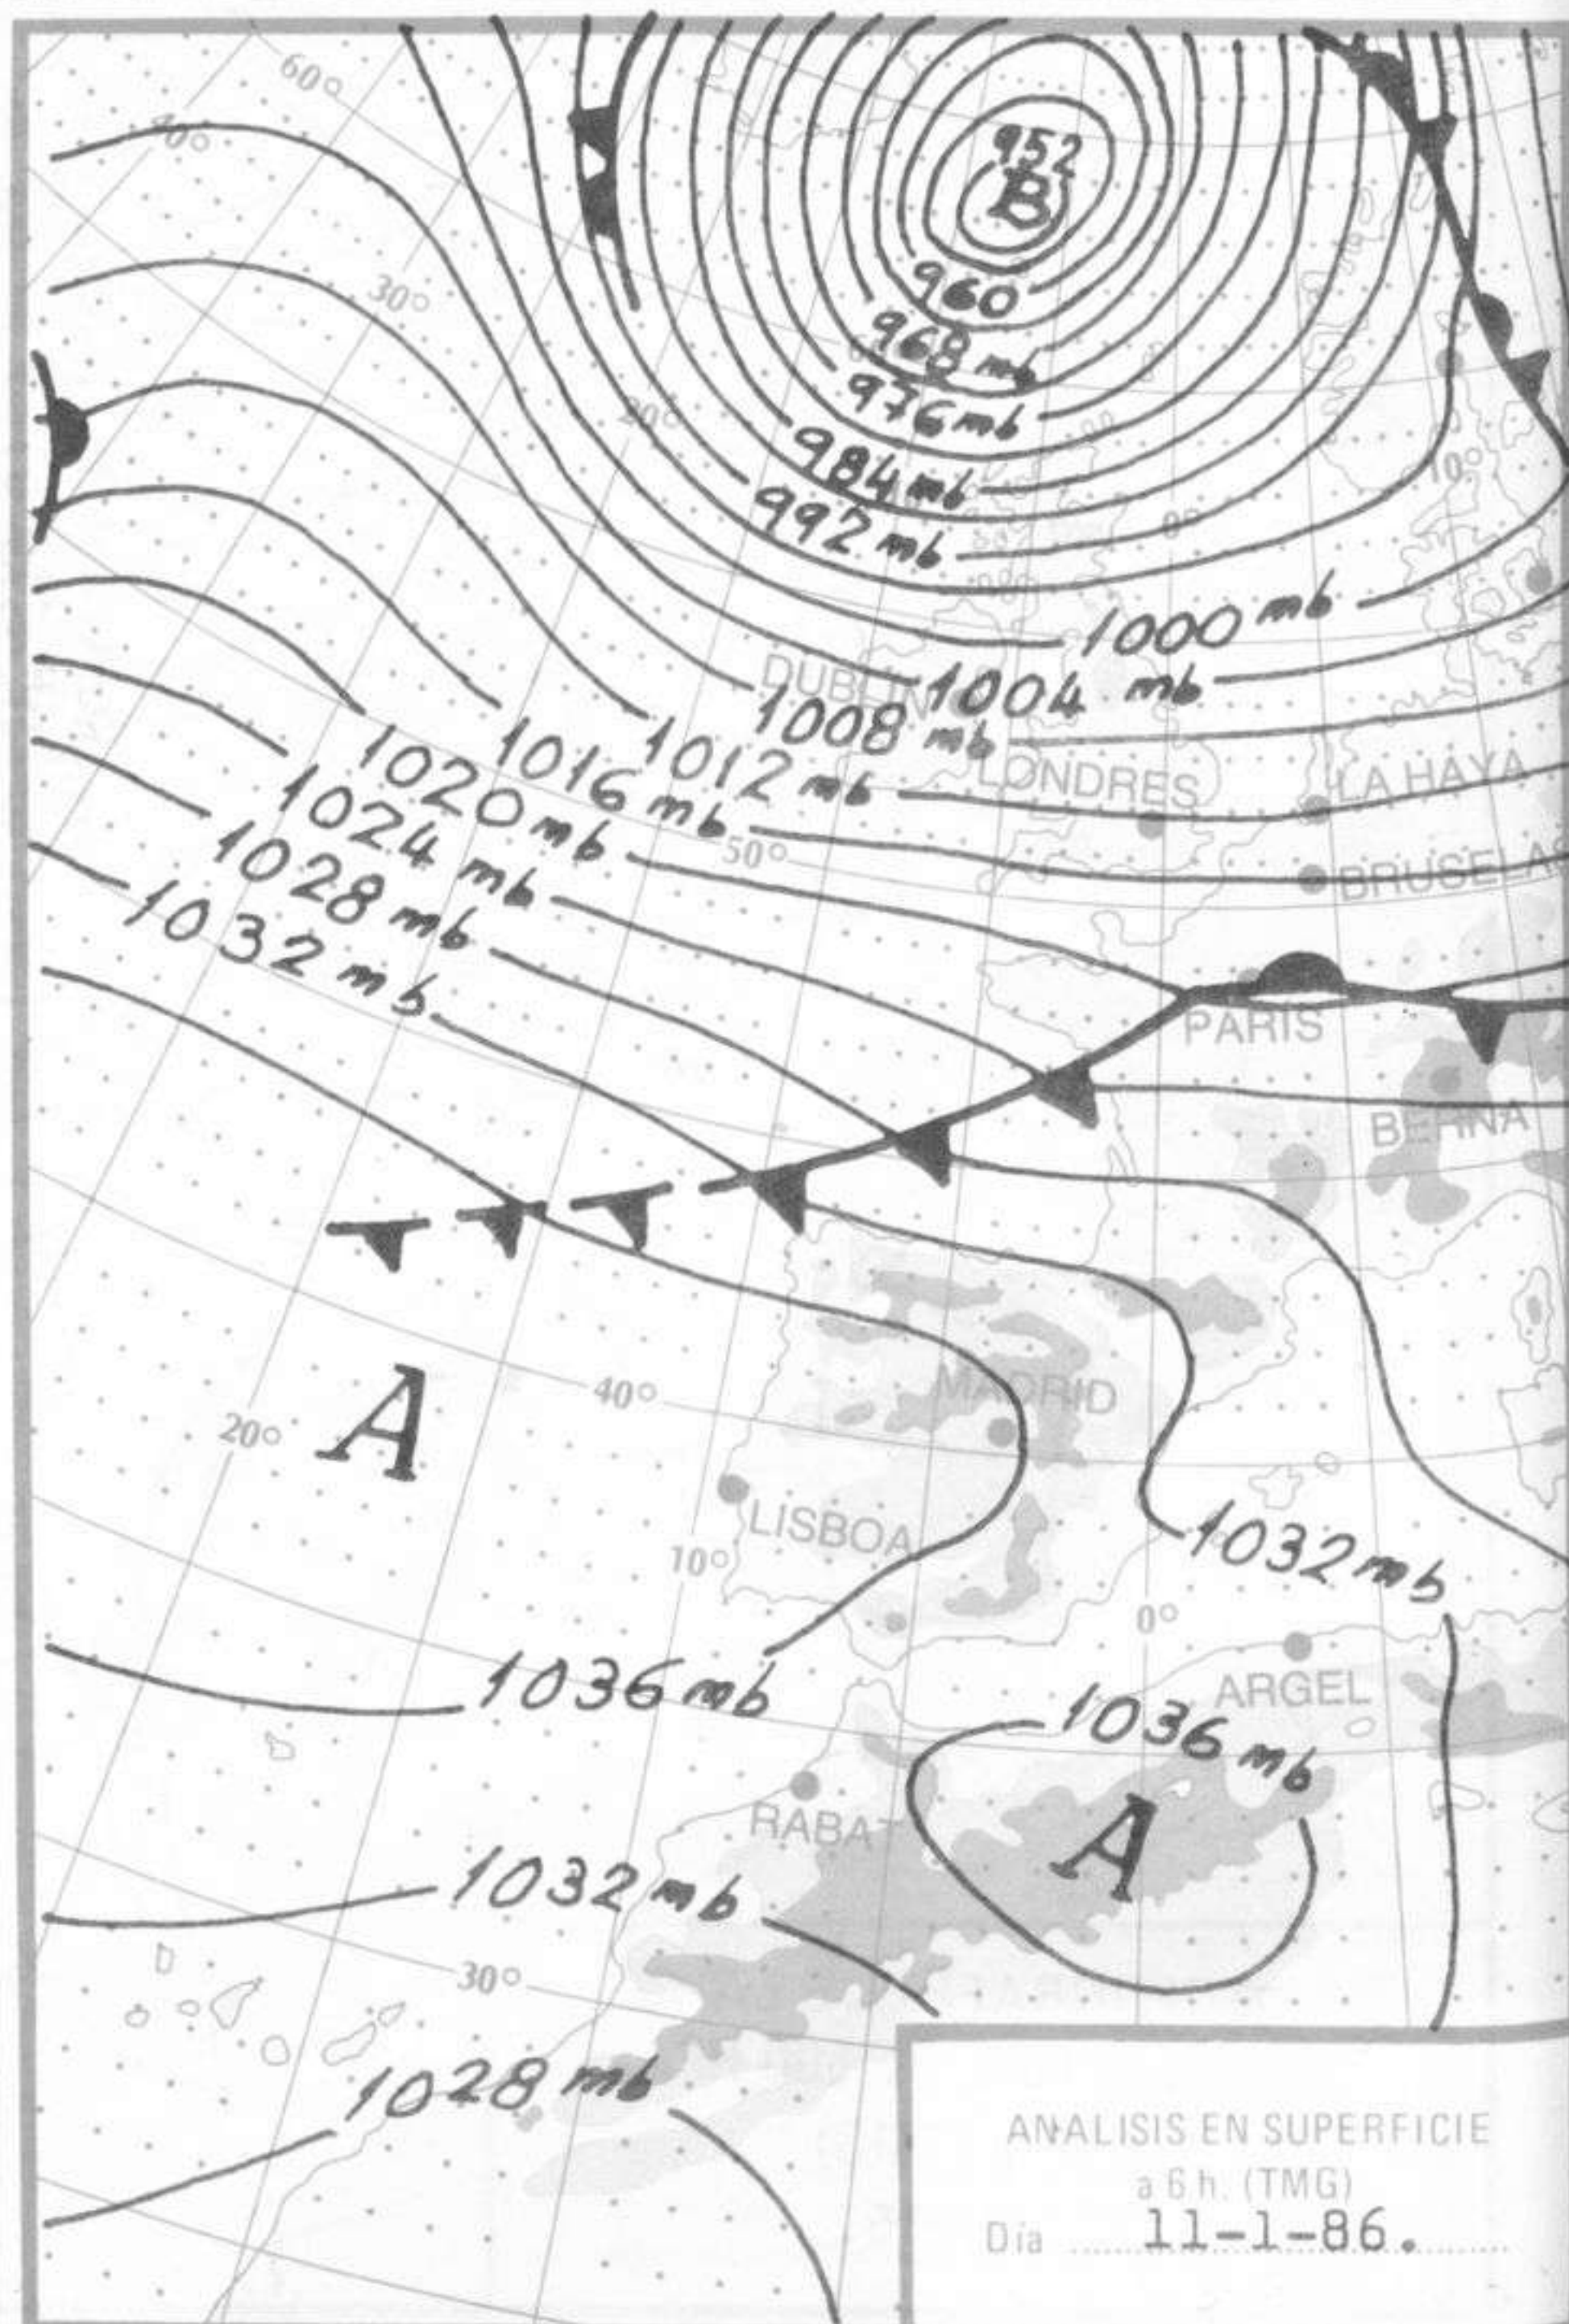 60°
40°
952
B
30°
960
968 mb
976 mb
20°
984 mb
10°
992 mb
0°
1000 mb
DUBLIN
1004 mb
1008 mb
1012 mb
1016 mb
1020 mb
1024 mb
1028 mb
1032 mb
LONDRES
LA HAYA
50°
BRUSELAS
PARIS
BERNA
A
40°
MADRID
20°
LISBOA
10°
1032 mb
0°
1036 mb
ARGEL
1036 mb
A
RABAT
1032 mb
30°
1028 mb
ANALISIS EN SUPERFICIE
a 6 h. (TMG)
Día 11-1-86.